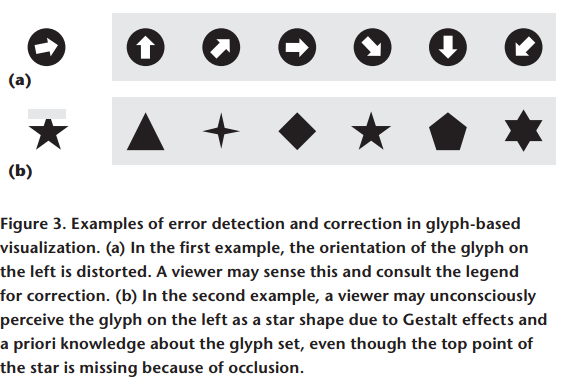 (a)
(b)
Figure 3. Examples of error detection and correction in glyph-based
visualization. (a) In the first example, the orientation of the glyph on
the left is distorted. A viewer may sense this and consult the legend
for correction. (b) In the second example, a viewer may unconsciously
perceive the glyph on the left as a star shape due to Gestalt effects and
a priori knowledge about the glyph set, even though the top point of
the star is missing because of occlusion.